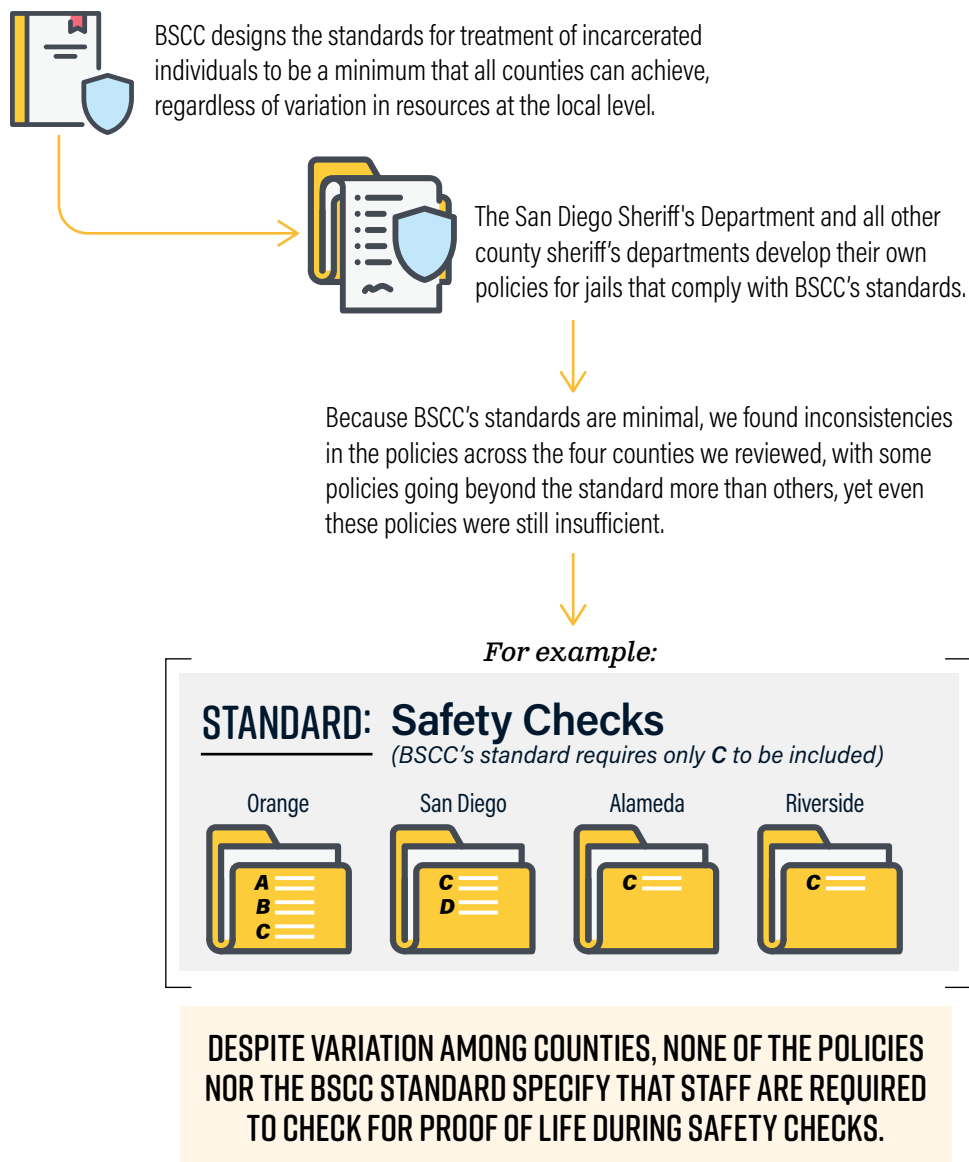 BSCC designs the standards for treatment of incarcerated
individuals to be a minimum that all counties can achieve,
regardless of variation in resources at the local level.
The San Diego Sheriff's Department and all other
county sheriff's departments develop their own
policies for jails that comply with BSCC's standards.
Because BSCC's standards are minimal, we found inconsistencies
in the policies across the four counties we reviewed, with some
policies going beyond the standard more than others, yet even
these policies were still insufficient.
For example:
STANDARD: Safety Checks
(BSCC's standard requires only C to be included)
Orange
San Diego
Alameda
Riverside
A
B
C
C
D
C
C
DESPITE VARIATION AMONG COUNTIES, NONE OF THE POLICIES
NOR THE BSCC STANDARD SPECIFY THAT STAFF ARE REQUIRED
TO CHECK FOR PROOF OF LIFE DURING SAFETY CHECKS.